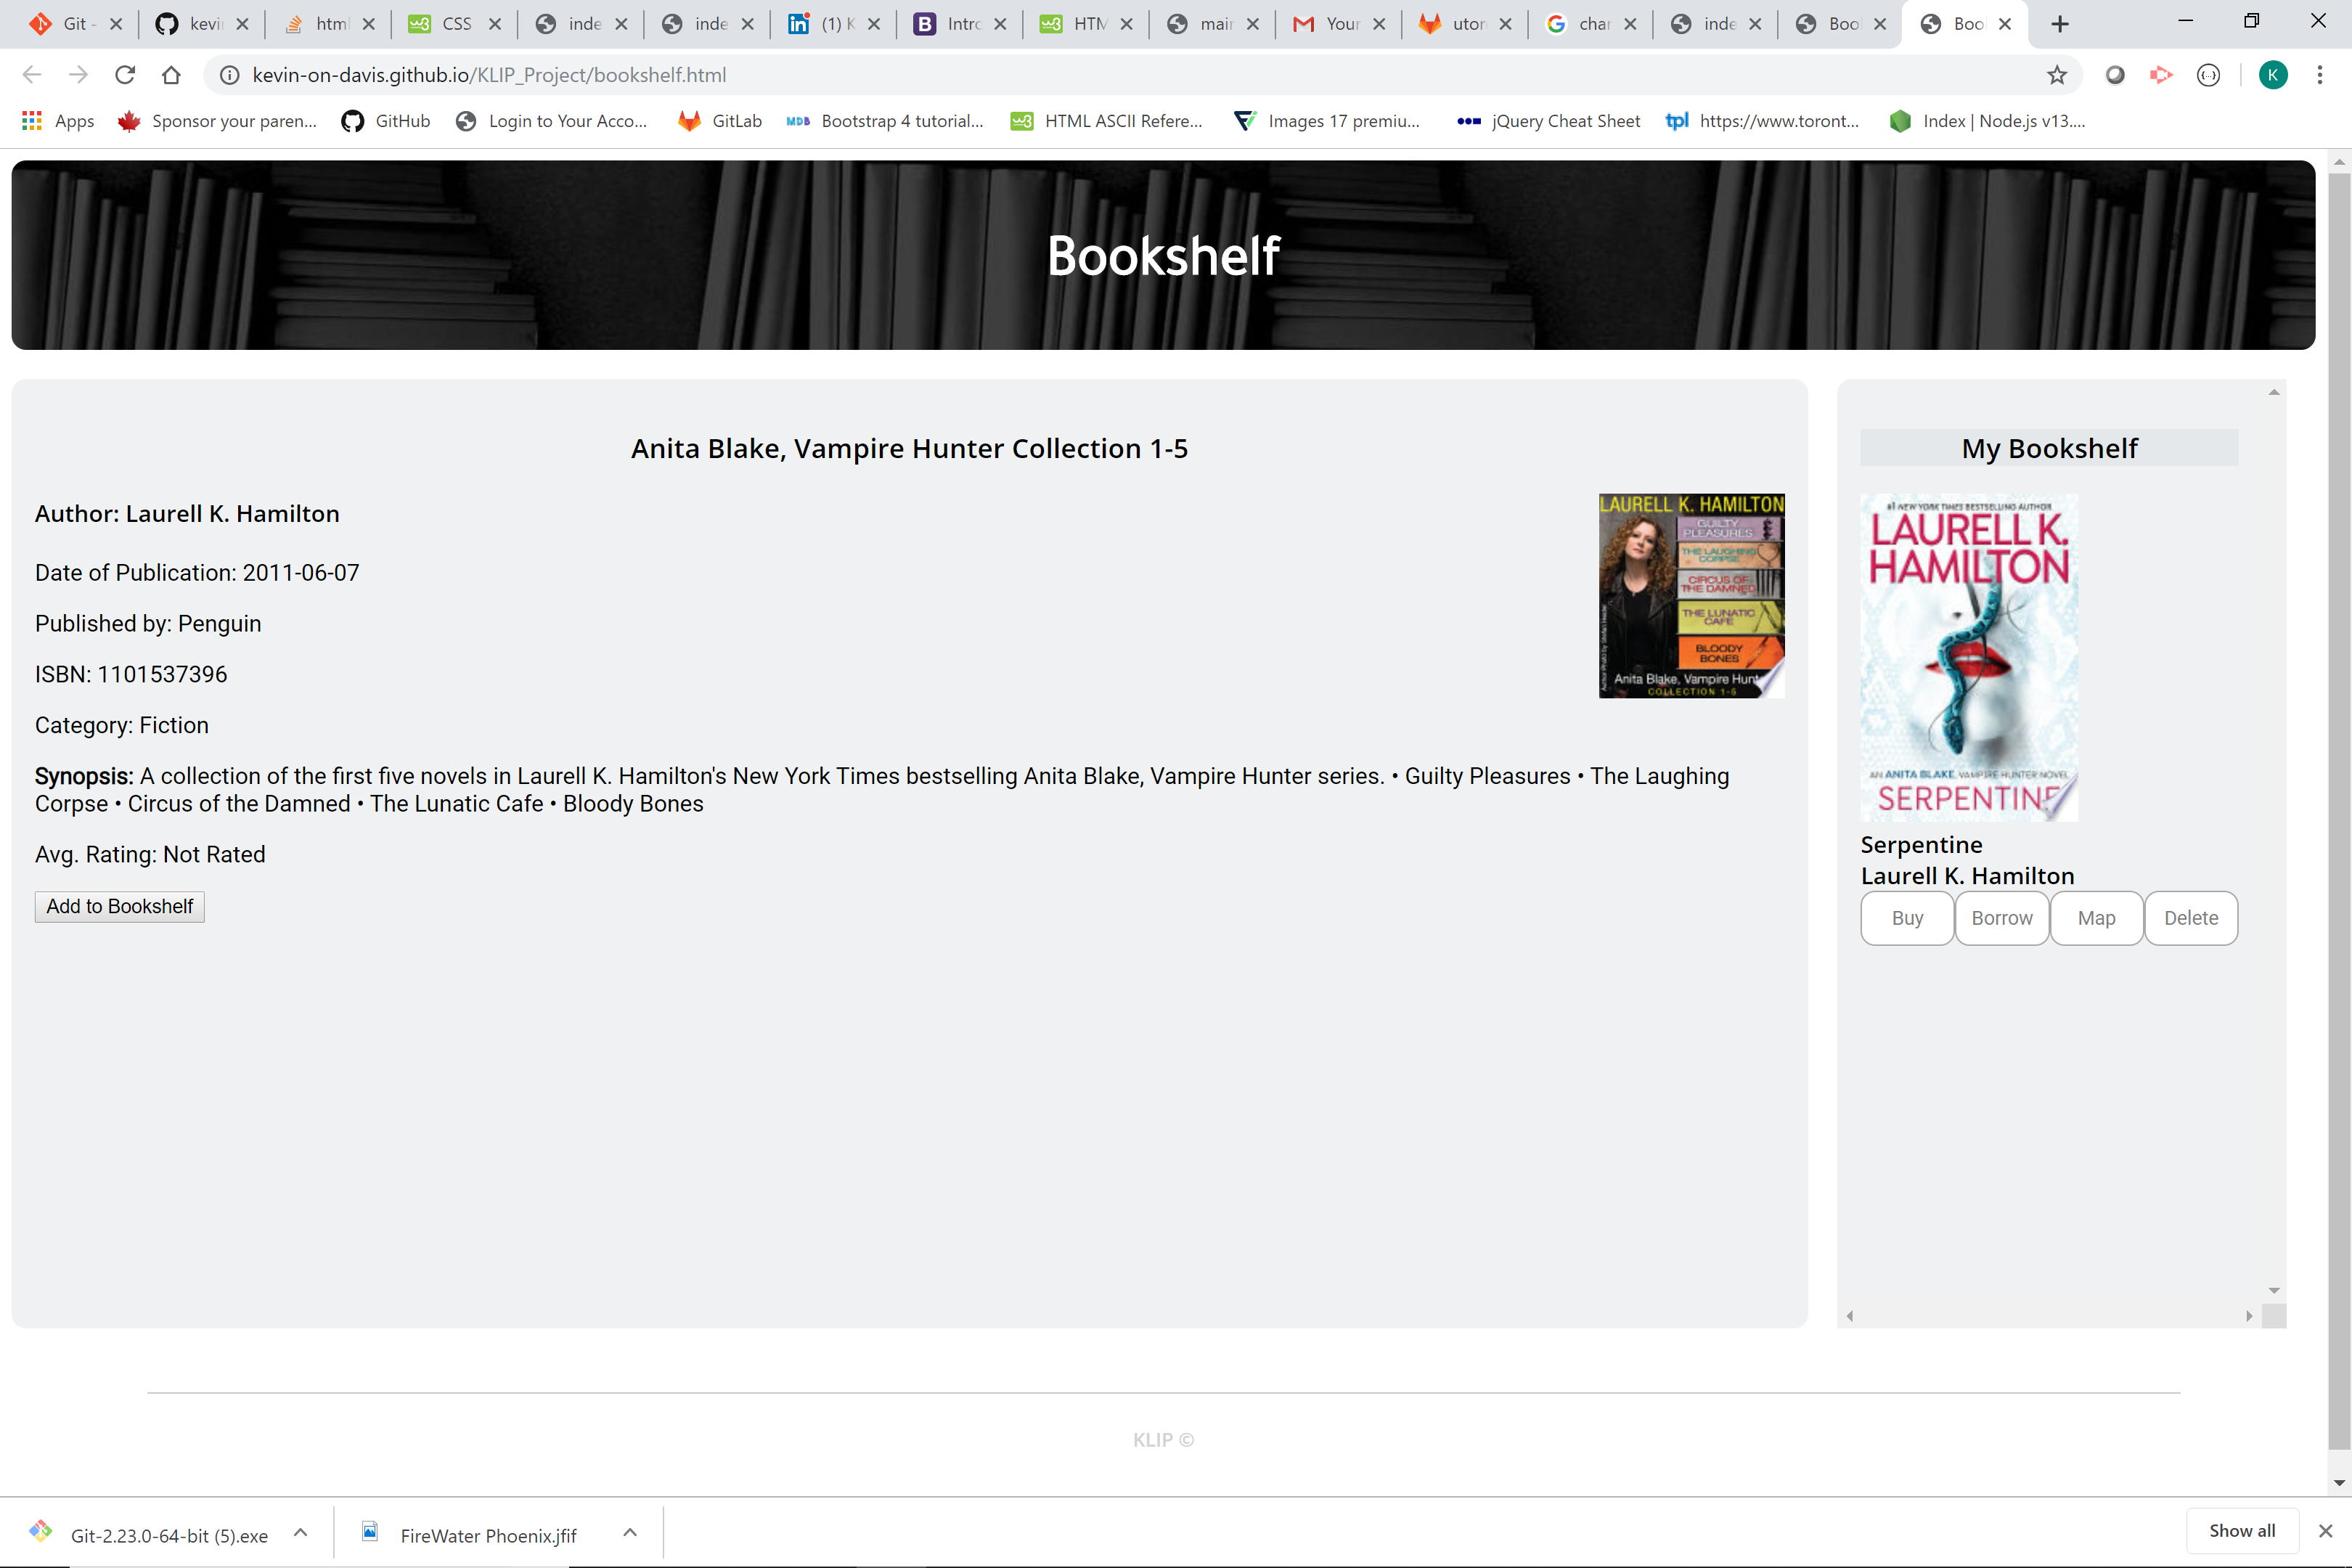 Git -
kevi
html
CSS
inde
inde
(1) K
Intro
HTM
mair
Your
utor
char
inde
Boo
Boo
kevin-on-davis.github.io/KLIP_Project/bookshelf.html
K
Apps
Sponsor your paren...
GitHub
Login to Your Acco...
GitLab
MDB Bootstrap 4 tutorial...
HTML ASCII Refere...
Images 17 premiu...
jQuery Cheat Sheet
tpl https://www.toront...
Index | Node.js v13....
Bookshelf
Anita Blake, Vampire Hunter Collection 1-5
Author: Laurell K. Hamilton
Date of Publication: 2011-06-07
Published by: Penguin
ISBN: 1101537396
Category: Fiction
Synopsis: A collection of the first five novels in Laurell K. Hamilton's New York Times bestselling Anita Blake, Vampire Hunter series. • Guilty Pleasures • The Laughing
Corpse • Circus of the Damned • The Lunatic Cafe • Bloody Bones
Avg. Rating: Not Rated
Add to Bookshelf
LAURELL K. HAMILTON
GUILTY
PLEASURES
THE LAUGHING
CORPSE
CIRCUS OF
THE DAMNED
THE LUNATIC
CAFE
BLOODY
BONES
Anita Blake, Vampire Hunt
COLLECTION 1-5
My Bookshelf
#1 NEW YORK TIMES BESTSELLING AUTHOR
LAURELL K.
HAMILTON
AN ANITA BLAKE, VAMPIRE HUNTER NOVEL
SERPENTINE
Serpentine
Laurell K. Hamilton
Buy
Borrow
Map
Delete
KLIP ©
Git-2.23.0-64-bit (5).exe
FireWater Phoenix.jfif
Show all